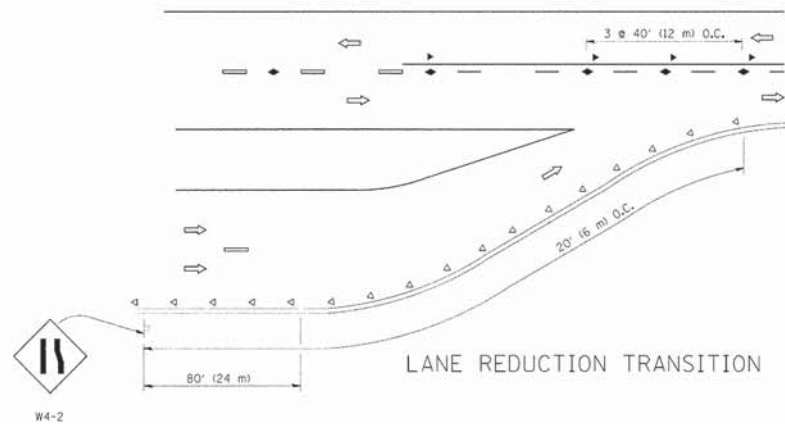 3 @ 40' (12 m) O.C.
20' (6 m) O.C.
LANE REDUCTION TRANSITION
80' (24 m)
W4-2